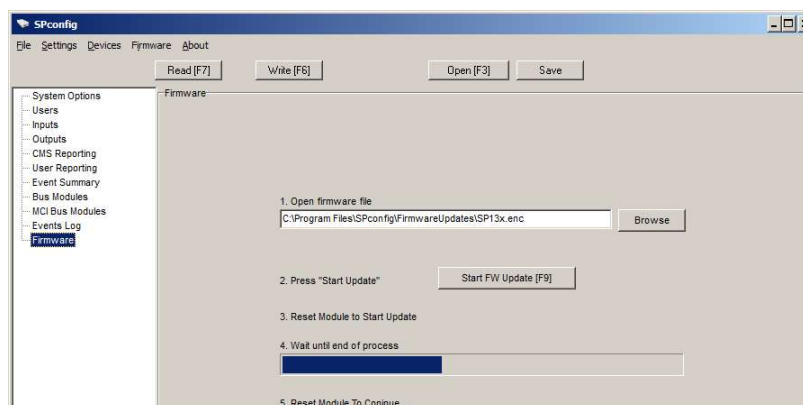 SPconfig
File Settings Devices Firmware About
Read [F7] Write [F6] Open [F3] Save
System Options
Users
Inputs
Outputs
CMS Reporting
User Reporting
Event Summary
Bus Modules
MCI Bus Modules
Events Log
Firmware
Firmware
1. Open firmware file
C:\Program Files\SPconfig\FirmwareUpdates\SP13x.enc Browse
2. Press "Start Update" Start FW Update [F9]
3. Reset Module to Start Update
4. Wait until end of process
5. Reset Module To Coninue